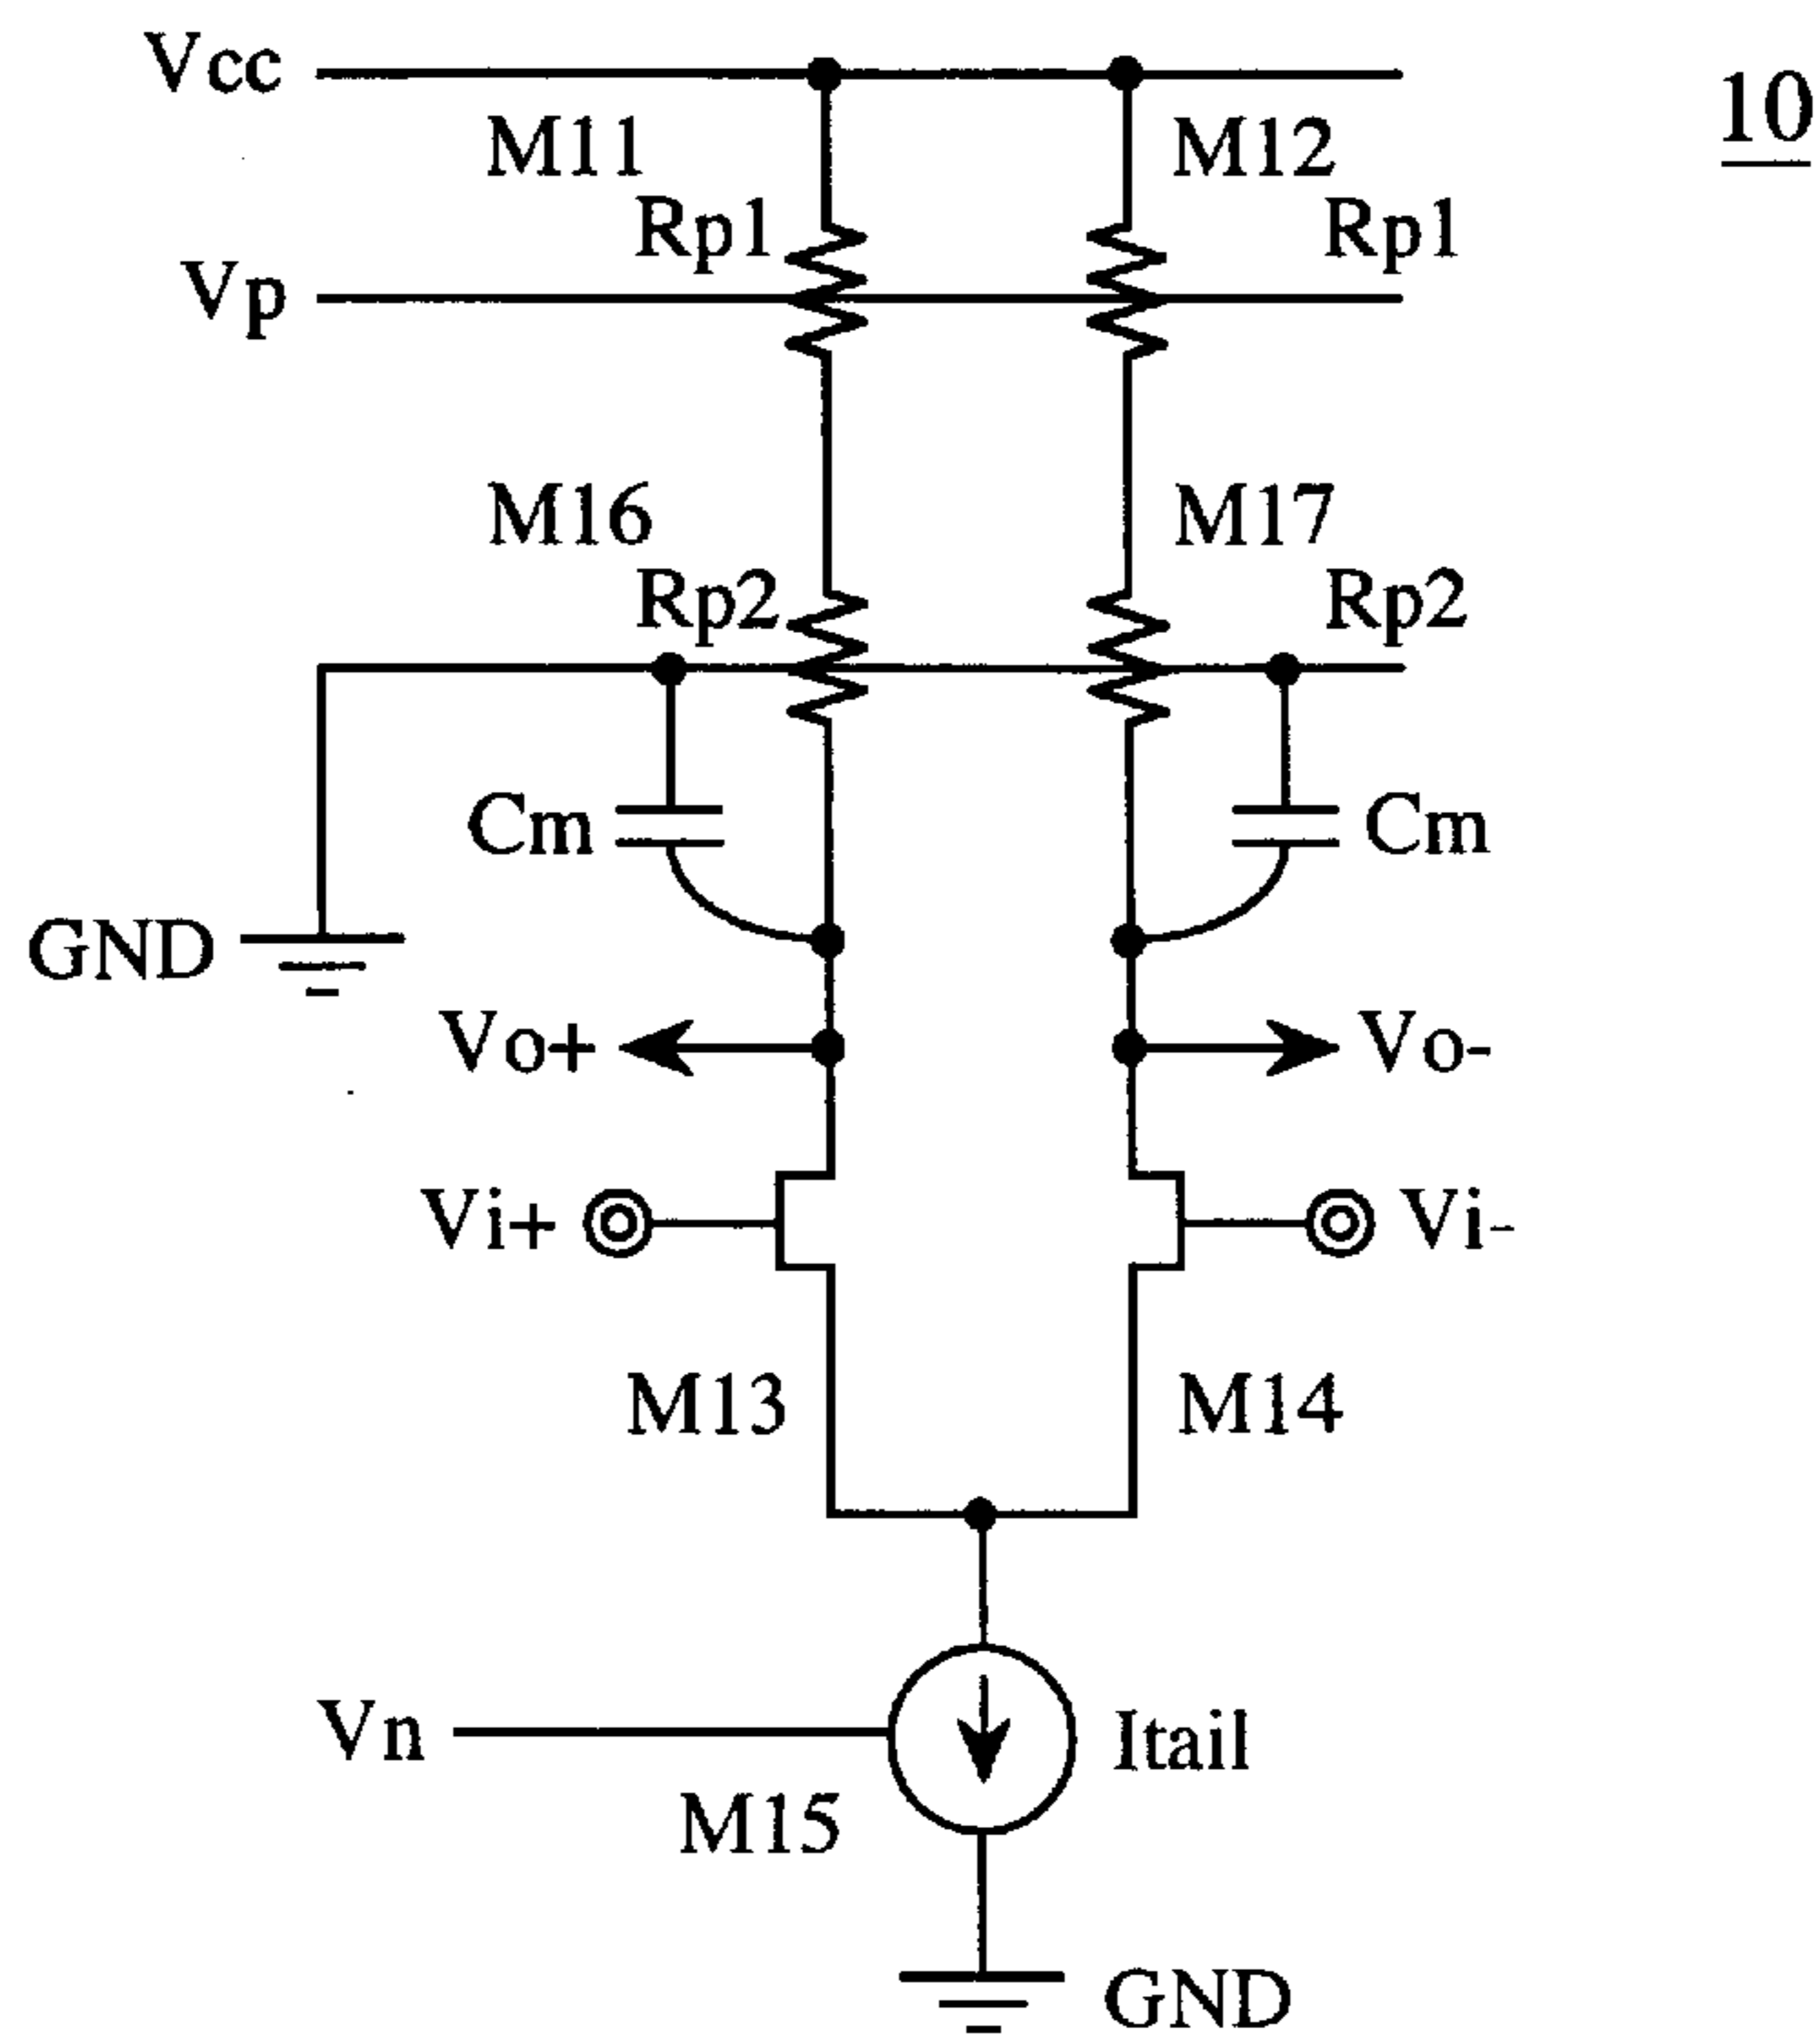 Vcc
10
M11
M12
Rp1
Rp1
Vp
M16
M17
Rp2
Rp2
Cm
Cm
GND
Vo+
Vo-
Vi+
Vi-
M13
M14
Vn
Itail
M15
GND